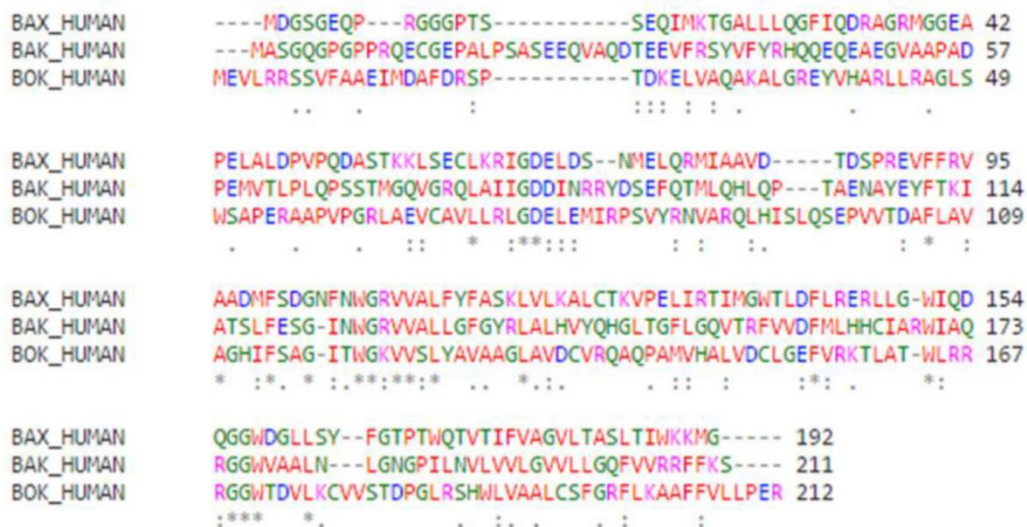 BAX_HUMAN ----MDGSGEQP---RGGGPTS-----------SEQIMKTGALLLQGFIQDRAGRMGGEA 42
BAK_HUMAN ---MASGQGPGPPRQECGEPALPSASEEQVAQDTEEVFRSYVFYRHQQEQEAEGVAAPAD 57
BOK_HUMAN MEVLRRSSVFAAEIMDAFDRSP-----------TDKELVAQAKALGREYVHARLLRAGLS 49
.. . : ::: : : . . .
BAX_HUMAN PELALDPVPQDASTKKLSECLKRIGDELDS--NMELQRMIAAVD-----TDSPREVFFRV 95
BAK_HUMAN PEMVTLPLQPSSTMGQVGRQLAIIGDDINRRYDSEFQTMLQHLQP---TAENAYEYFTKI 114
BOK_HUMAN WSAPERAAPVPGRLAEVCAVLLRLGDELEMIRPSVYRNVARQLHISLQSEPVVTDAFLAV 109
. . . :: * :**::: : : :. : * :
BAX_HUMAN AADMFSDGNFNWGRVVALFYFASKLVLKALCTKVPELIRTIMGWTLDFLRERLLG-WIQD 154
BAK_HUMAN ATSLFESG-INWGRVVALLGFGYRLALHVYQHGLTGFLGQVTRFVVDFMLHHCIARWIAQ 173
BOK_HUMAN AGHIFSAG-ITWGKVVSLYAVAAGLAVDCVRQAQPAMVHALVDCLGEFVRKTLAT-WLRR 167
* :*. * :.**:**:* .. *.:. . :: : :*: . *:
BAX_HUMAN QGGWDGLLSY--FGTPTWQTVTIFVAGVLTASLTIWKKMG----- 192
BAK_HUMAN RGGWVAALN---LGNGPILNVLVVLGVVLLGQFVVRRFFKS---- 211
BOK_HUMAN RGGWTDVLKCVVSTDPGLRSHWLVAALCSFGRFLKAAFFVLLPER 212
:*** *. . :. . . : :